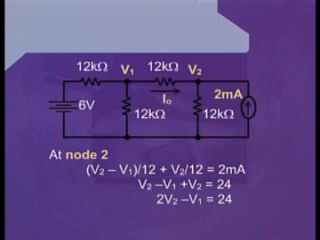 12kΩ V₁ 12kΩ V₂
6V
I₀
2mA
12kΩ
12kΩ
At node 2
(V₂ – V₁)/12 + V₂/12 = 2mA
V₂ –V₁ +V₂ = 24
2V₂ –V₁ = 24